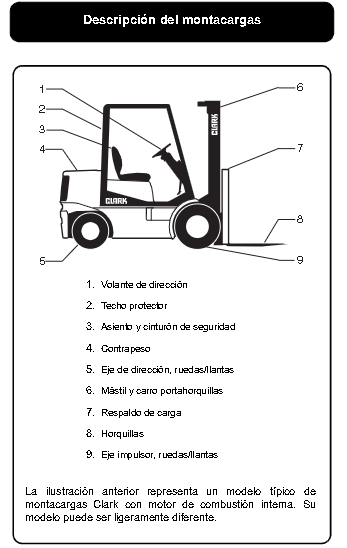 Descripción del montacargas
1
2
3
4
5
6
7
8
9
CLARK
CLARK
1. Volante de dirección
2. Techo protector
3. Asiento y cinturón de seguridad
4. Contrapeso
5. Eje de dirección, ruedas/llantas
6. Mástil y carro portahorquillas
7. Respaldo de carga
8. Horquillas
9. Eje impulsor, ruedas/llantas
La ilustración anterior representa un modelo típico de
montacargas Clark con motor de combustión interna. Su
modelo puede ser ligeramente diferente.